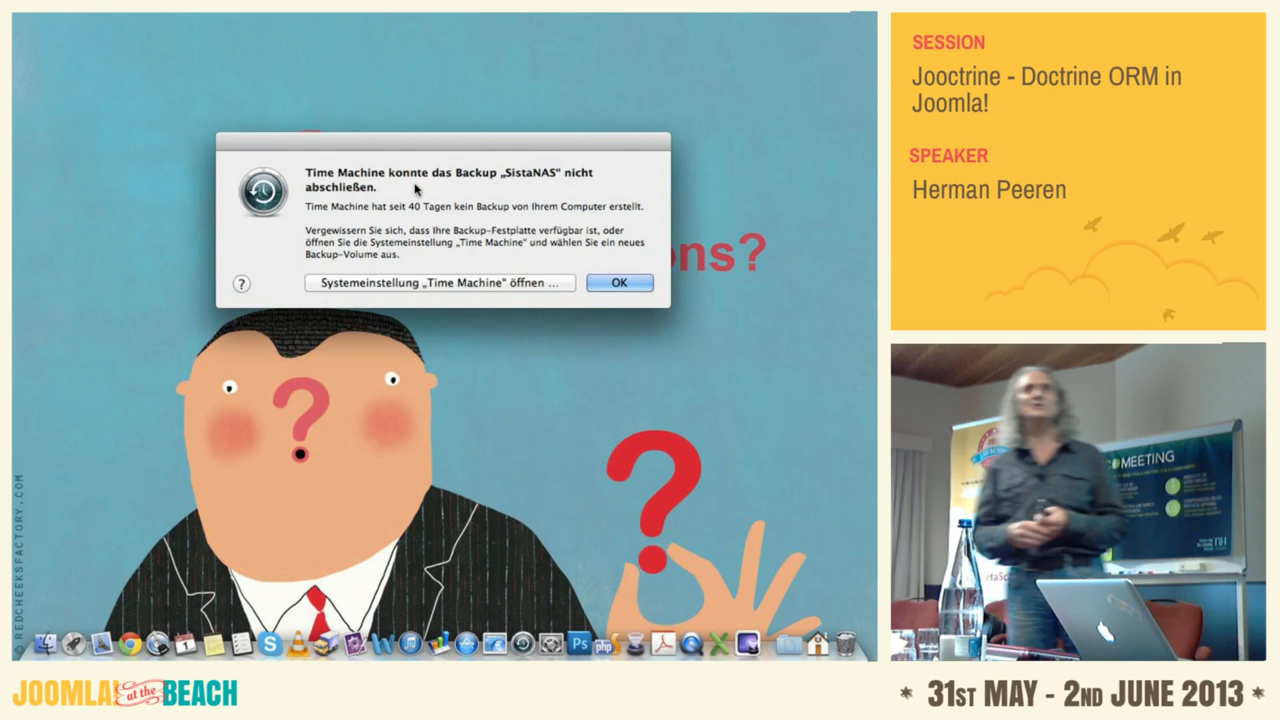 SESSION
Jooctrine - Doctrine ORM in
Joomla!
SPEAKER
Herman Peeren
Time Machine konnte das Backup „SistaNAS" nicht
abschließen.
Time Machine hat seit 40 Tagen kein Backup von Ihrem Computer erstellt.
Vergewissern Sie sich, dass Ihre Backup-Festplatte verfügbar ist, oder
öffnen Sie die Systemeinstellung „Time Machine" und wählen Sie ein neues
Backup-Volume aus.
?
Systemeinstellung „Time Machine" öffnen ...
OK
ns?
?
?
© REDCHEEKSFACTORY.COM
MEETING
JOOMLA! at the BEACH
* 31ST MAY - 2ND JUNE 2013 *